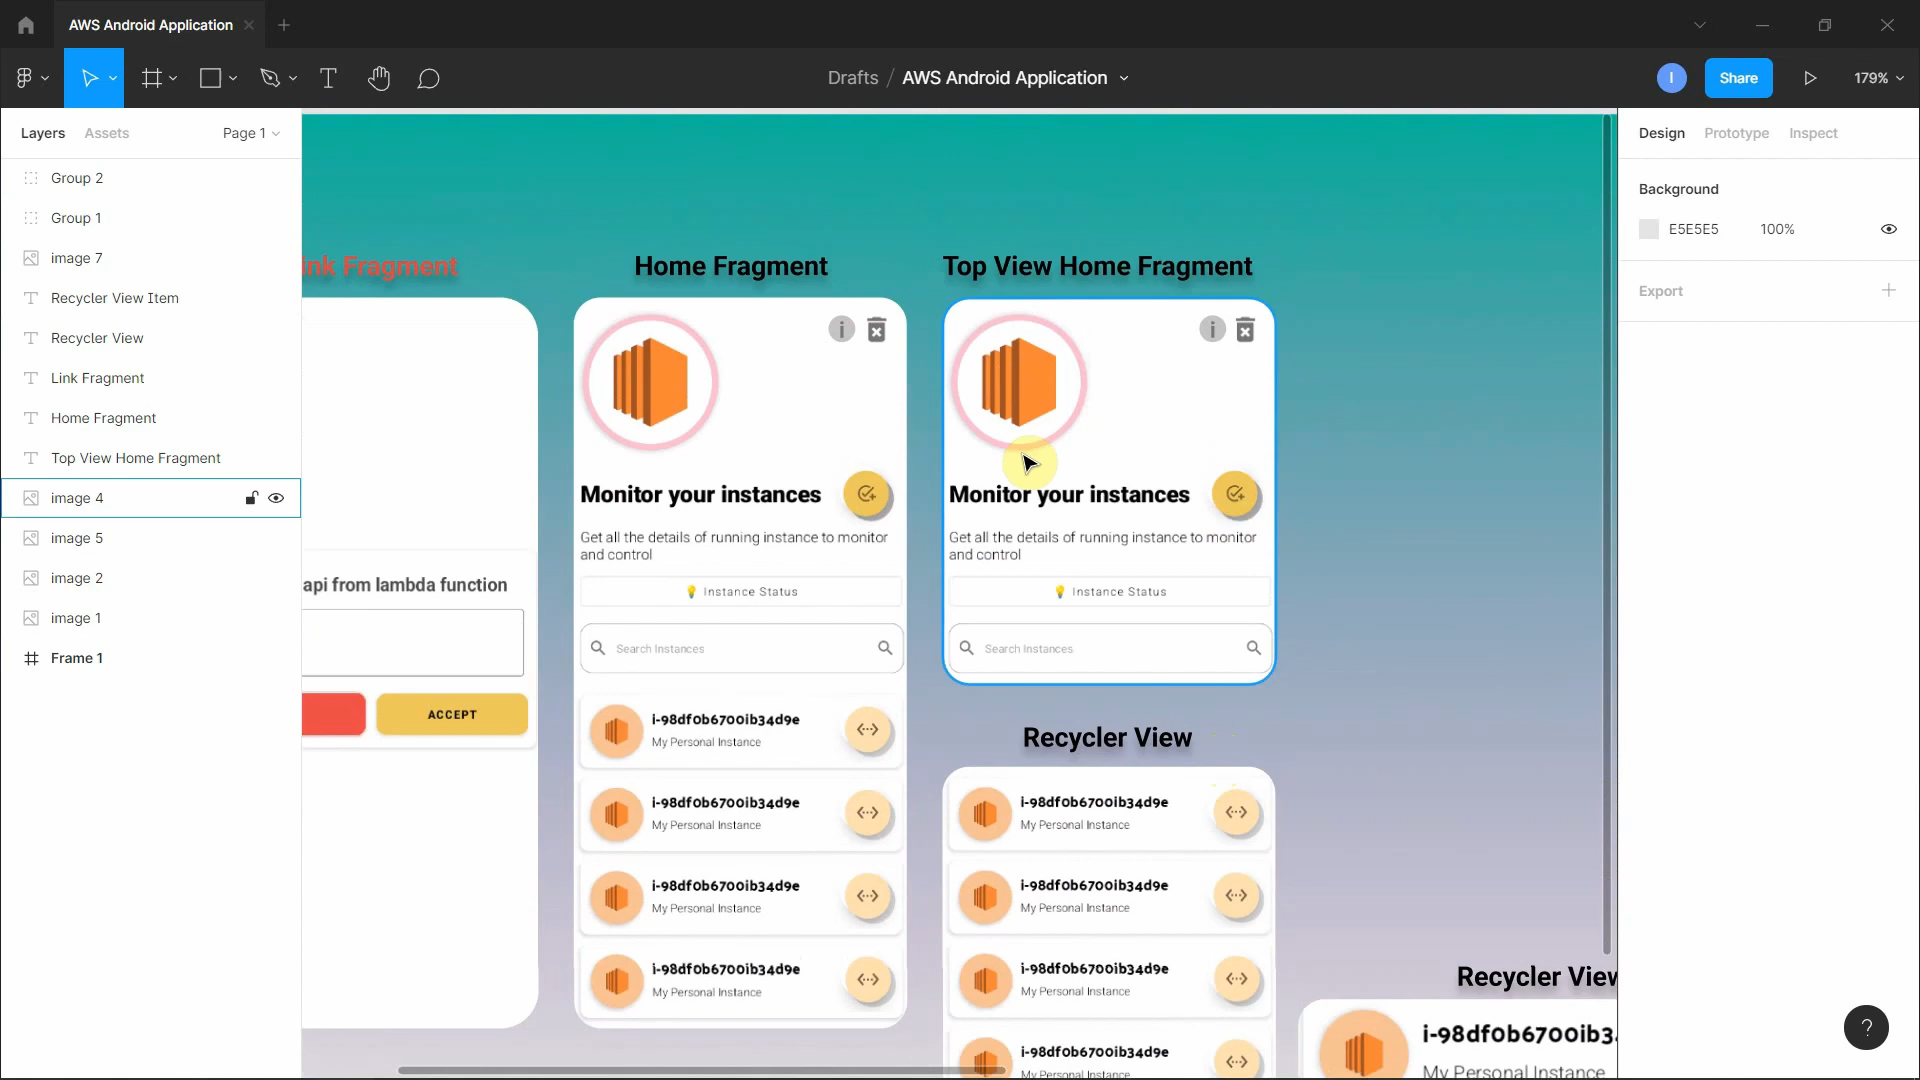 AWS Android Application
Drafts / AWS Android Application
I
Share
179%
Layers
Assets
Page 1
Group 2
Group 1
image 7
Recycler View Item
Recycler View
Link Fragment
Home Fragment
Top View Home Fragment
image 4
image 5
image 2
image 1
Frame 1
ink Fragment
api from lambda function
ACCEPT
Home Fragment
Monitor your instances
Get all the details of running instance to monitor
and control
Instance Status
Search Instances
i-98df0b6700ib34d9e
My Personal Instance
i-98df0b6700ib34d9e
My Personal Instance
i-98df0b6700ib34d9e
My Personal Instance
i-98df0b6700ib34d9e
My Personal Instance
Top View Home Fragment
Monitor your instances
Get all the details of running instance to monitor
and control
Instance Status
Search Instances
Recycler View
i-98df0b6700ib34d9e
My Personal Instance
i-98df0b6700ib34d9e
My Personal Instance
i-98df0b6700ib34d9e
My Personal Instance
i-98df0b6700ib34d9e
My Personal Instance
Recycler View
i-98df0b6700ib
My Personal Instance
Design
Prototype
Inspect
Background
E5E5E5
100%
Export
?